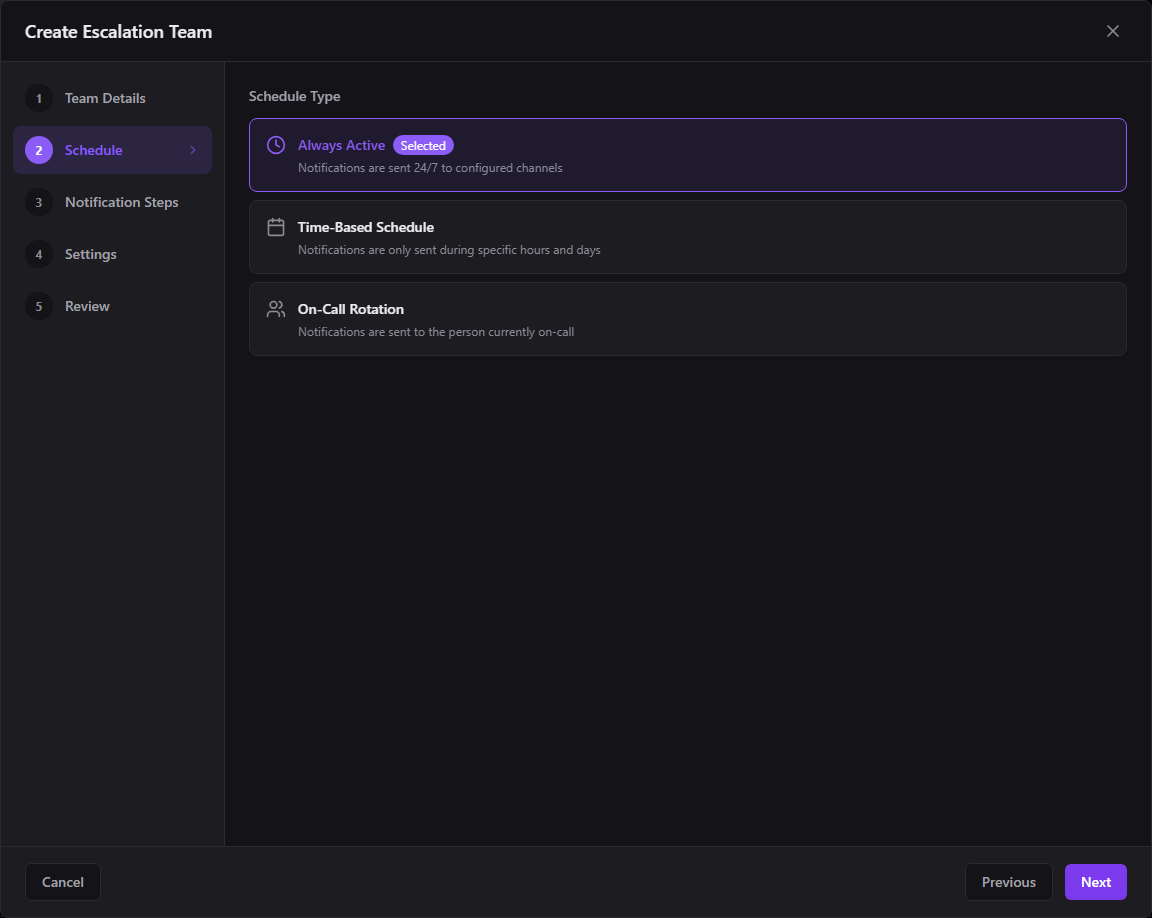 Create Escalation Team
1 Team Details
2 Schedule
3 Notification Steps
4 Settings
5 Review
Schedule Type
Always Active Selected
Notifications are sent 24/7 to configured channels
Time-Based Schedule
Notifications are only sent during specific hours and days
On-Call Rotation
Notifications are sent to the person currently on-call
Cancel
Previous
Next